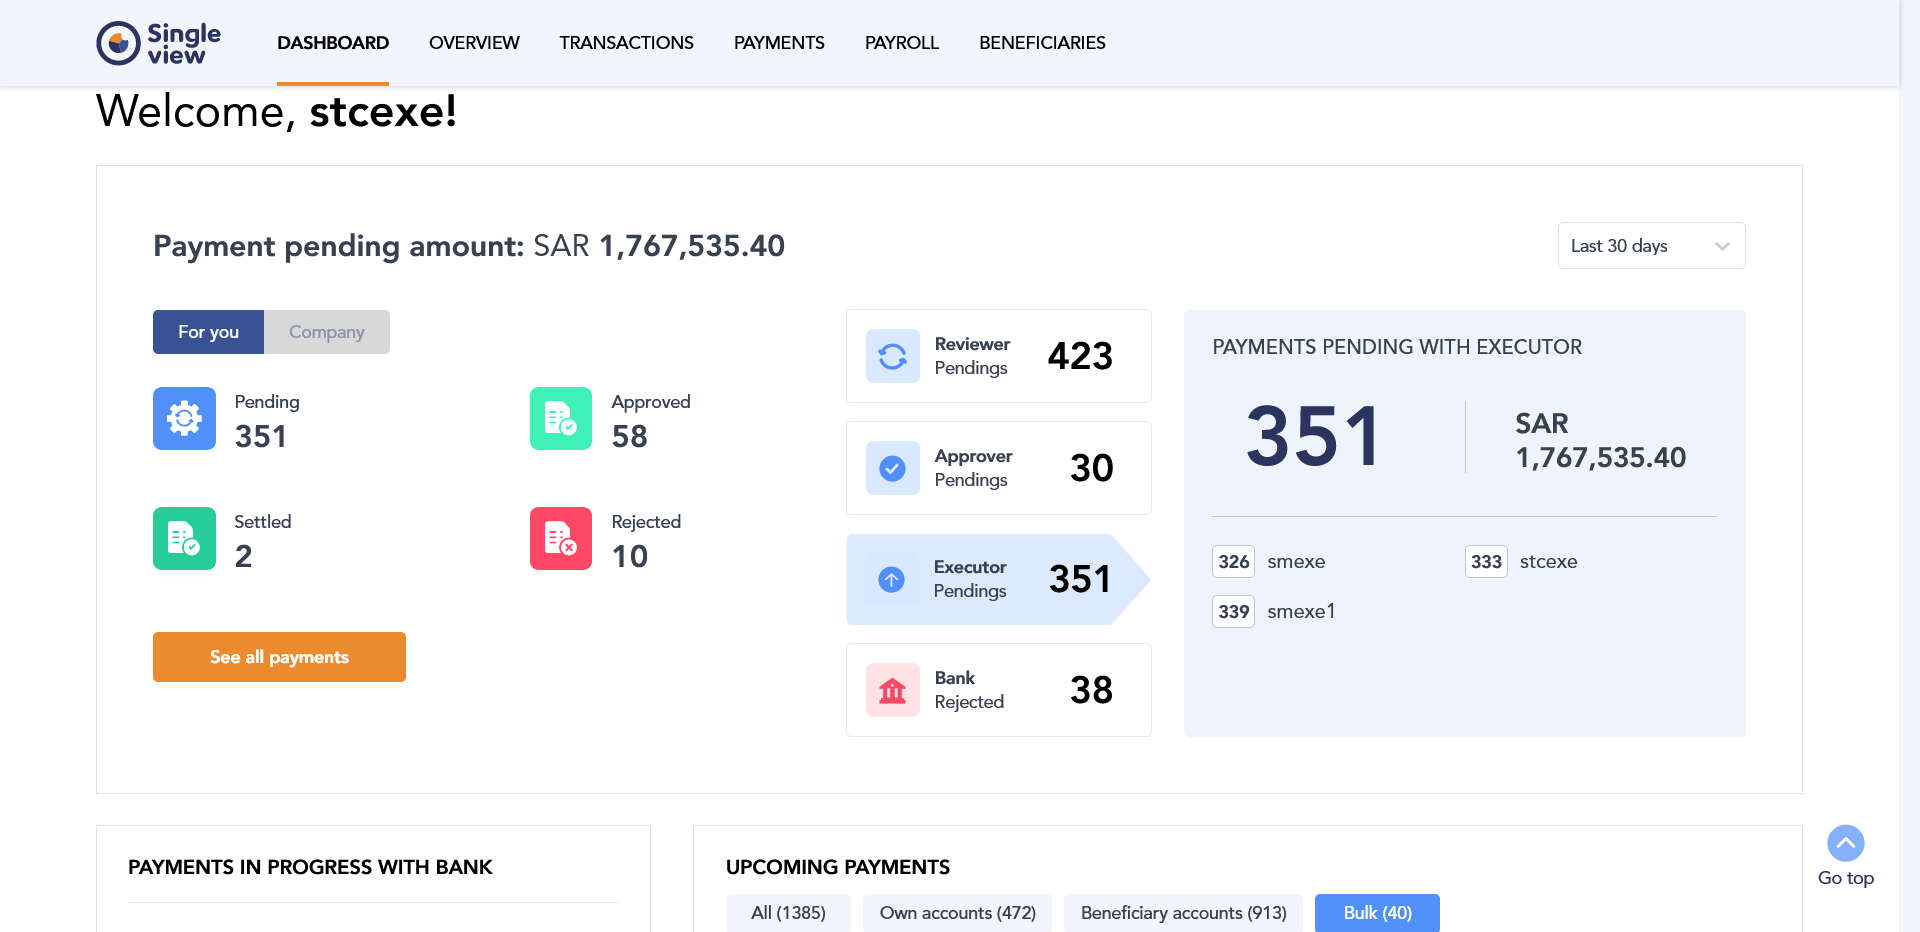 Single
view
DASHBOARD
OVERVIEW
TRANSACTIONS
PAYMENTS
PAYROLL
BENEFICIARIES
Welcome, stcexe!
Payment pending amount: SAR 1,767,535.40
Last 30 days
For you
Company
Pending
351
Approved
58
Settled
2
Rejected
10
See all payments
Reviewer
Pendings
423
Approver
Pendings
30
Executor
Pendings
351
Bank
Rejected
38
PAYMENTS PENDING WITH EXECUTOR
351
SAR
1,767,535.40
326 smexe
333 stcexe
339 smexe1
PAYMENTS IN PROGRESS WITH BANK
UPCOMING PAYMENTS
All (1385)
Own accounts (472)
Beneficiary accounts (913)
Bulk (40)
Go top